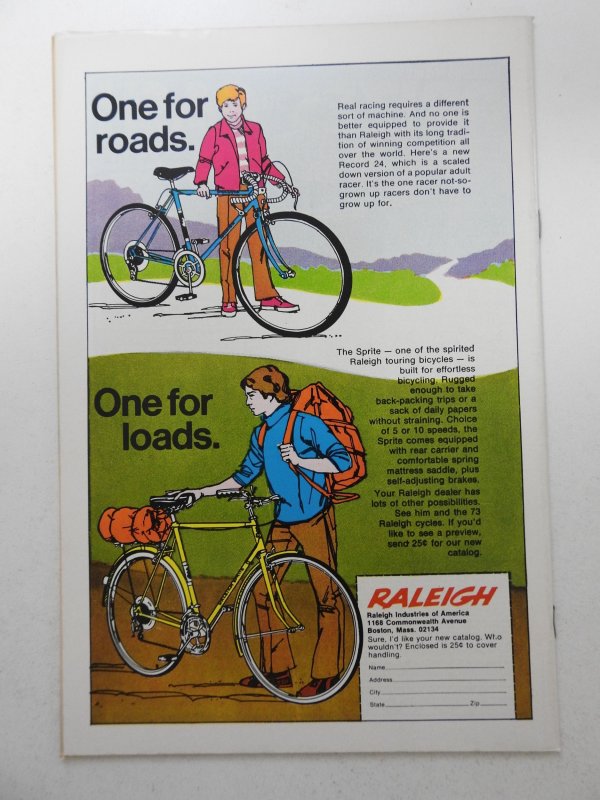 One for
roads.
Real racing requires a different
sort of machine. And no one is
better equipped to provide it
than Raleigh with its long tradi-
tion of winning competition all
over the world. Here's a new
Record 24, which is a scaled
down version of a popular adult
racer. It's the one racer not-so-
grown up racers don't have to
grow up for.
The Sprite — one of the spirited
Raleigh touring bicycles — is
built for effortless
bicycling. Rugged
enough to take
back-packing trips or a
sack of daily papers
without straining. Choice
of 5 or 10 speeds, the
Sprite comes equipped
with rear carrier and
comfortable spring
mattress saddle, plus
self-adjusting brakes.
Your Raleigh dealer has
lots of other possibilities.
See him and the 73
Raleigh cycles. If you'd
like to see a preview,
send 25¢ for our new
catalog.
One for
loads.
RALEIGH
Raleigh Industries of America
1168 Commonwealth Avenue
Boston, Mass. 02134
Sure, I'd like your new catalog. Who
wouldn't? Enclosed is 25¢ to cover
handling.
Name
Address
City
State Zip